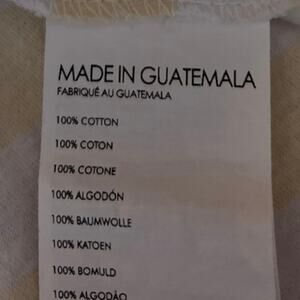 MADE IN GUATEMALA
FABRIQUÉ AU GUATEMALA
100% COTTON
100% COTON
100% COTONE
100% ALGODÓN
100% BAUMWOLLE
100% KATOEN
100% BOMULD
100% ALGODÃO